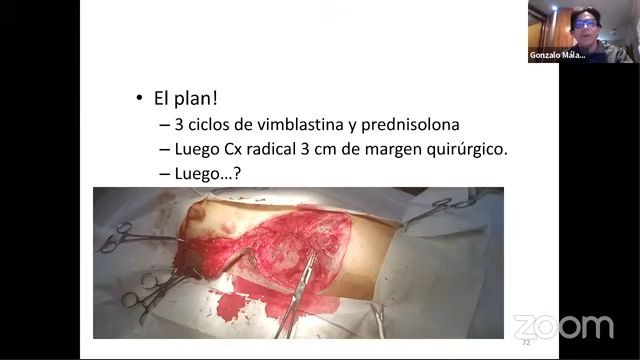 Gonzalo Mála...
• El plan!
– 3 ciclos de vimblastina y prednisolona
– Luego Cx radical 3 cm de margen quirúrgico.
– Luego...?
zoom
72